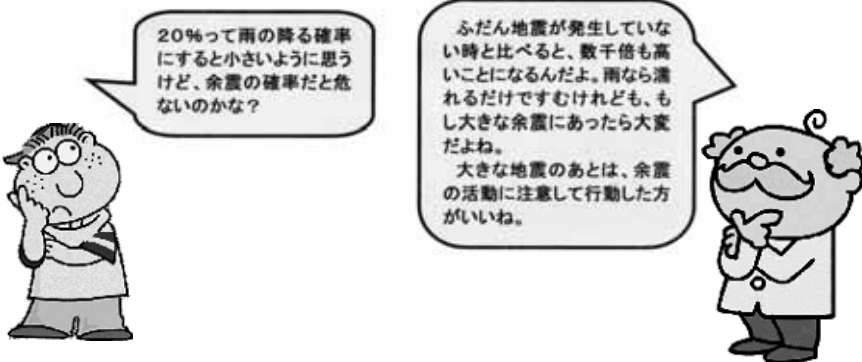 20%って雨の降る確率
にすると小さいように思う
けど、余震の確率だと危
ないのかな？
　ふだん地震が発生していな
い時と比べると、数千倍も高
いことになるんだよ。雨なら濡
れるだけですむけれども、も
し大きな余震にあったら大変
だよね。
　大きな地震のあとは、余震
の活動に注意して行動した方
がいいね。